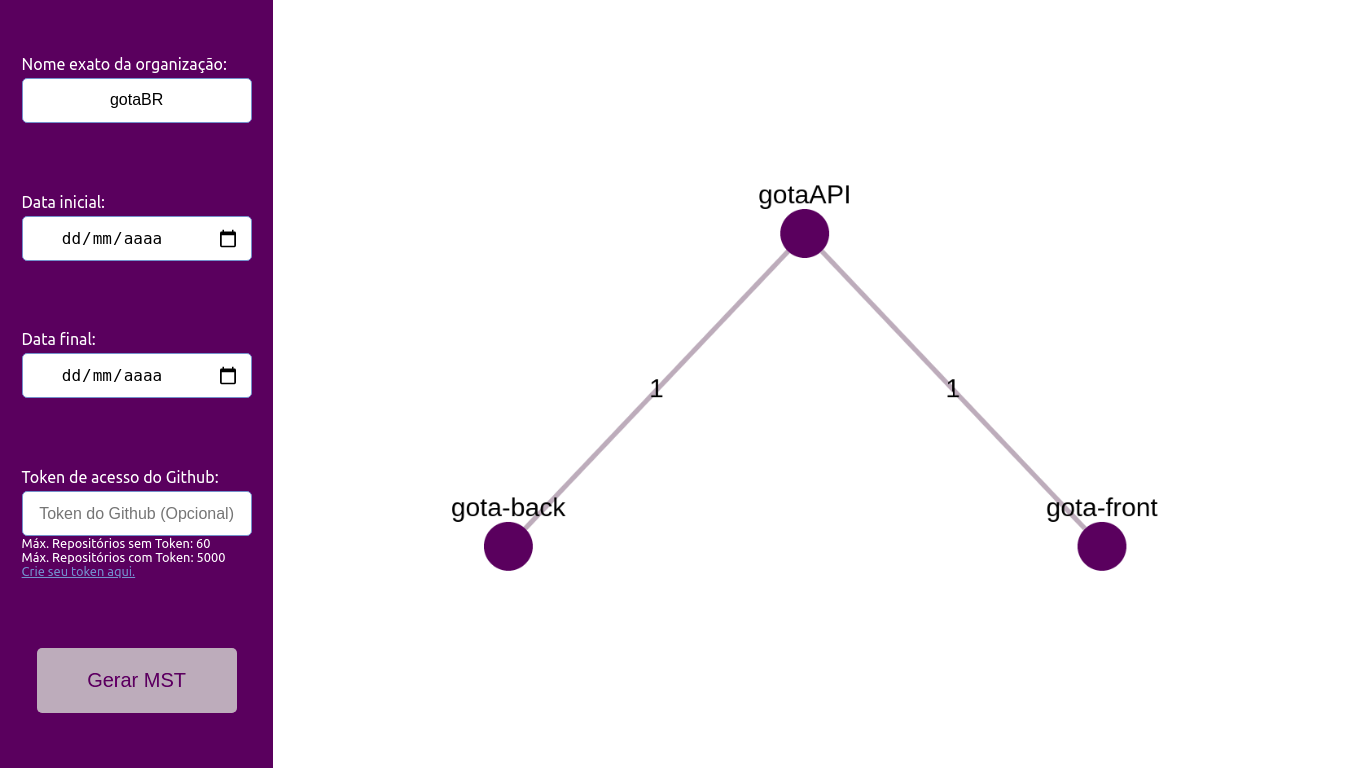 Nome exato da organização:
gotaBR
Data inicial:
dd/mm/aaaa
Data final:
dd/mm/aaaa
Token de acesso do Github:
Token do Github (Opcional)
Máx. Repositórios sem Token: 60
Máx. Repositórios com Token: 5000
Crie seu token aqui.
Gerar MST
gotaAPI
1
1
gota-back
gota-front